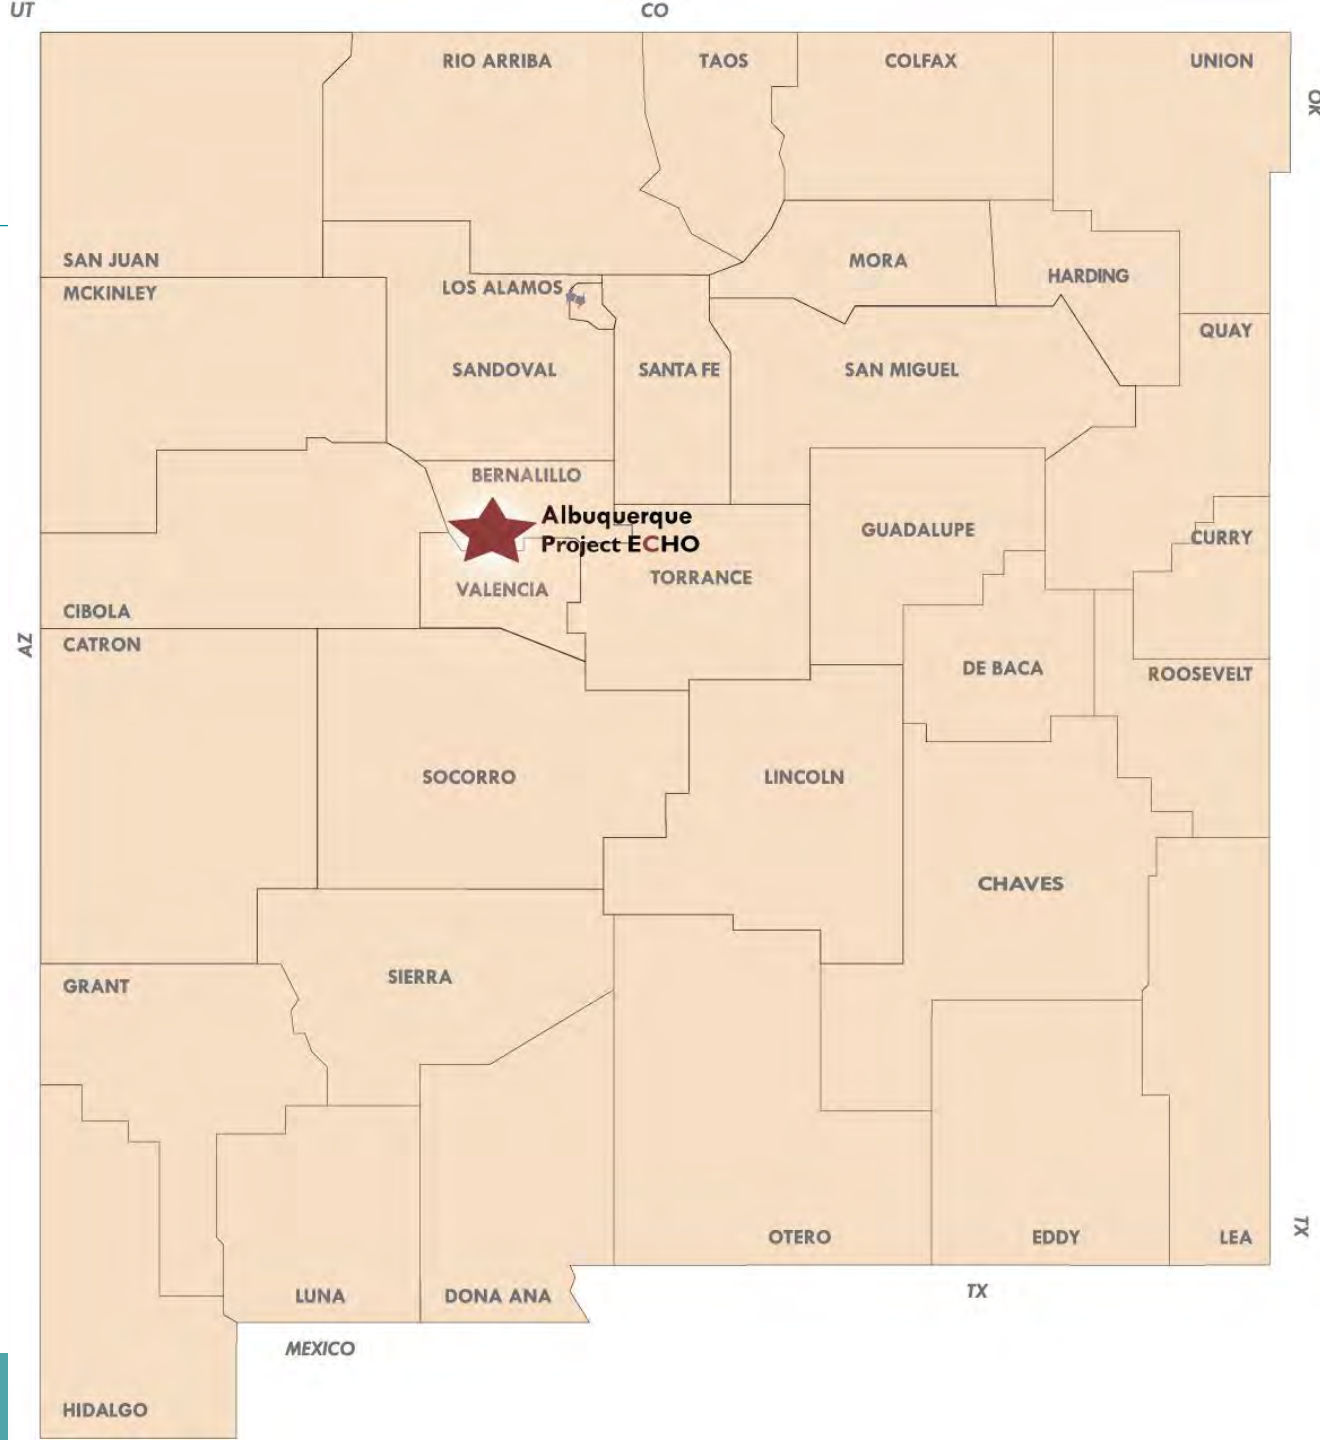 UT
CO
RIO ARRIBA
TAOS
COLFAX
UNION
OK
SAN JUAN
MORA
HARDING
MCKINLEY
LOS ALAMOS
QUAY
SANDOVAL
SANTA FE
SAN MIGUEL
BERNALILLO
Albuquerque
Project ECHO
GUADALUPE
CURRY
TORRANCE
VALENCIA
CIBOLA
AZ
CATRON
DE BACA
ROOSEVELT
SOCORRO
LINCOLN
CHAVES
GRANT
SIERRA
OTERO
EDDY
LEA
TX
LUNA
DONA ANA
TX
MEXICO
HIDALGO